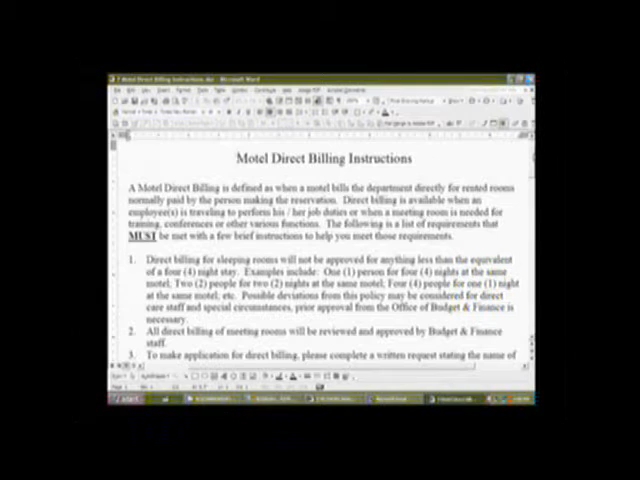 7 Motel Direct Billing Instructions.doc - Microsoft Word
Motel Direct Billing Instructions
A Motel Direct Billing is defined as when a motel bills the department directly for rented rooms
normally paid by the person making the reservation. Direct billing is available when an
employee(s) is traveling to perform his / her job duties or when a meeting room is needed for
training, conferences or other various functions. The following is a list of requirements that
MUST be met with a few brief instructions to help you meet those requirements.
1. Direct billing for sleeping rooms will not be approved for anything less than the equivalent
of a four (4) night stay. Examples include: One (1) person for four (4) nights at the same
motel; Two (2) people for two (2) nights at the same motel; Four (4) people for one (1) night
at the same motel, etc. Possible deviations from this policy may be considered for direct
care staff and special circumstances, prior approval from the Office of Budget & Finance is
necessary.
2. All direct billing of meeting rooms will be reviewed and approved by Budget & Finance
staff.
3. To make application for direct billing, please complete a written request stating the name of
start